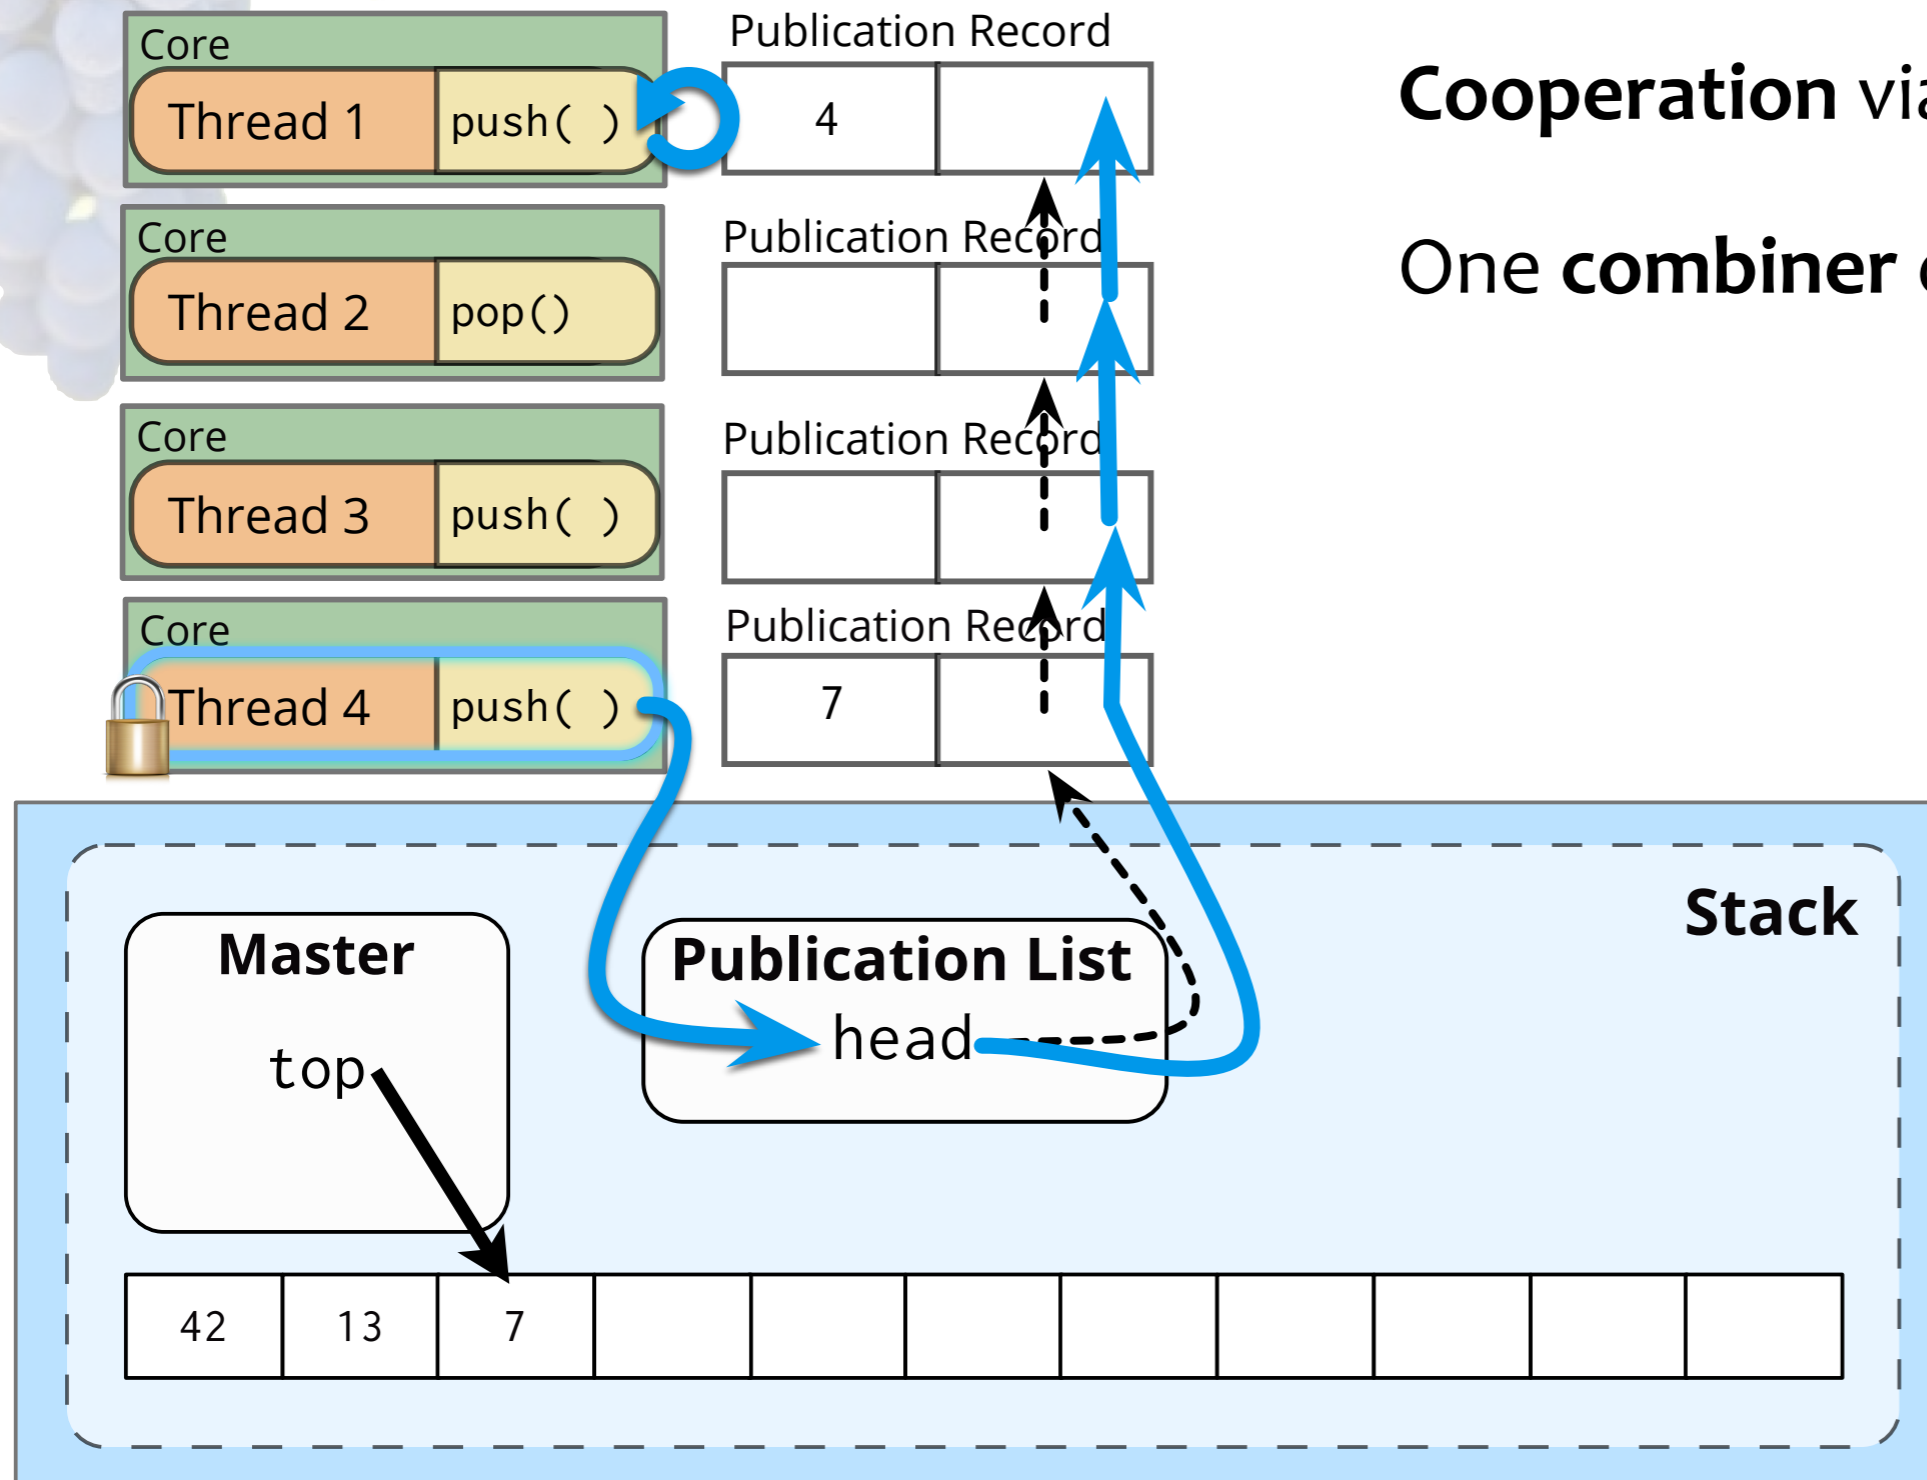 Core
Thread 1 push( )
Publication Record
4
Core
Thread 2 pop()
Publication Record
Core
Thread 3 push( )
Publication Record
Core
Thread 4 push( )
Publication Record
7
Cooperation
One combiner
Stack
Master
top
Publication List
head
42 13 7